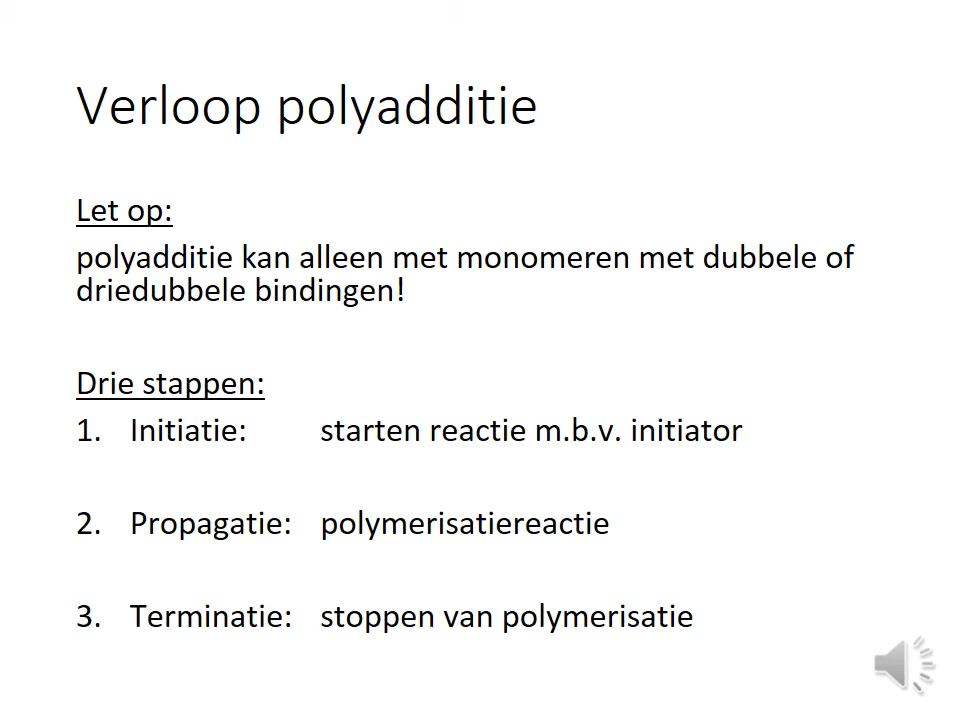 Verloop polyadditie
Let op:
polyadditie kan alleen met monomeren met dubbele of
driedubbele bindingen!
Drie stappen:
1. Initiatie: starten reactie m.b.v. initiator
2. Propagatie: polymerisatiereactie
3. Terminatie: stoppen van polymerisatie